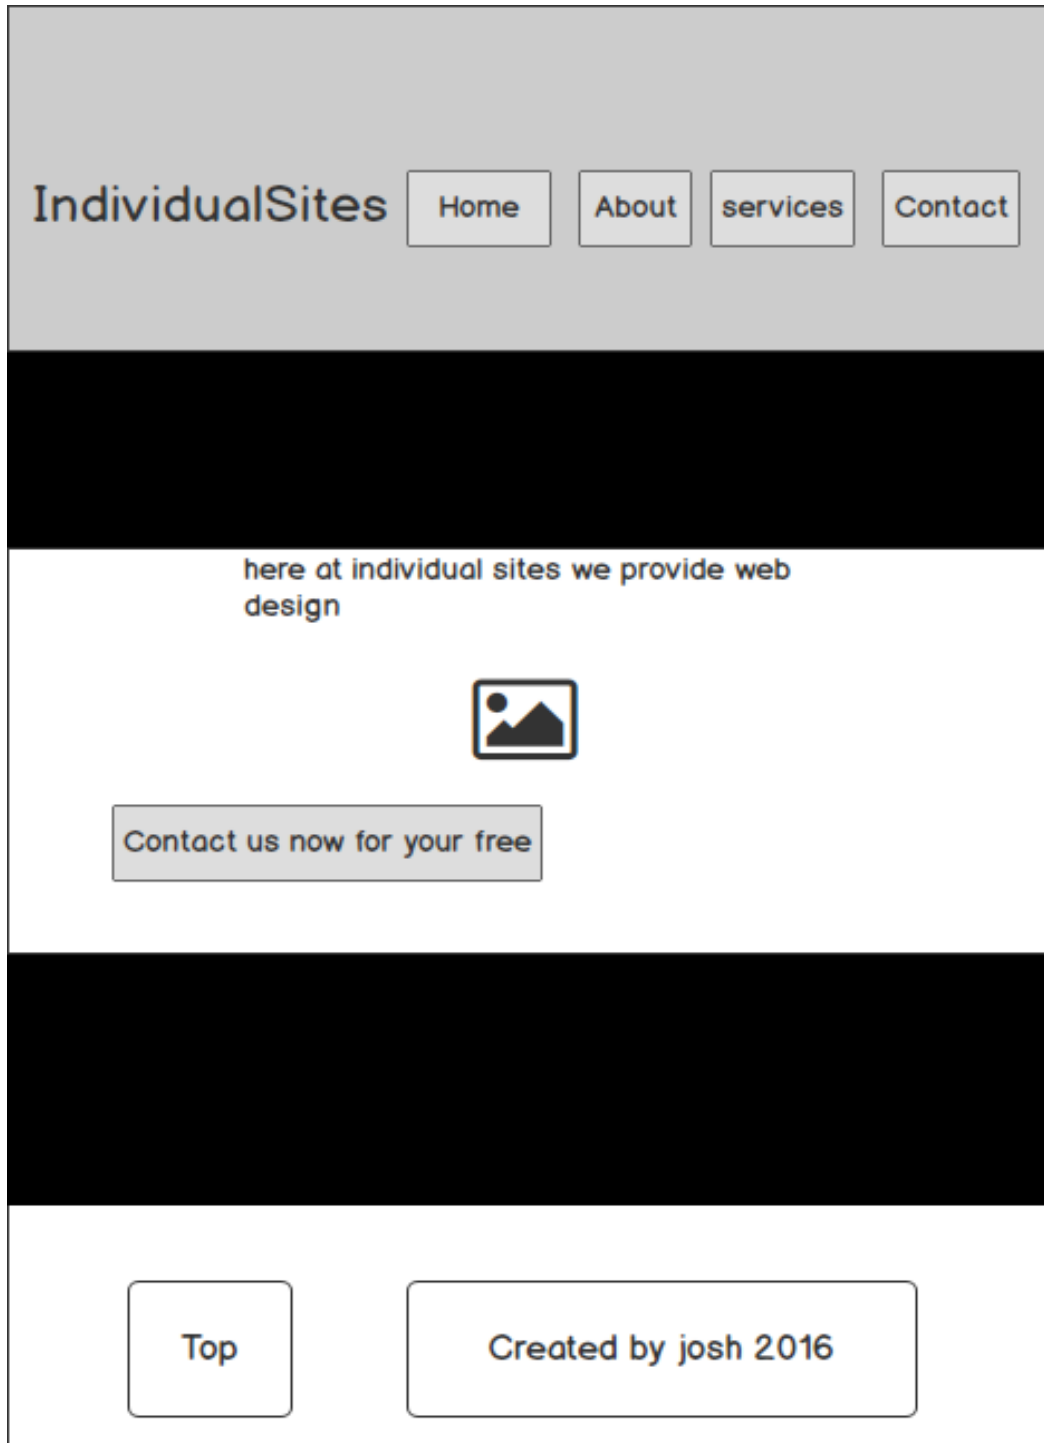 IndividualSites Home About services Contact
here at individual sites we provide web
design
Contact us now for your free
Top Created by josh 2016